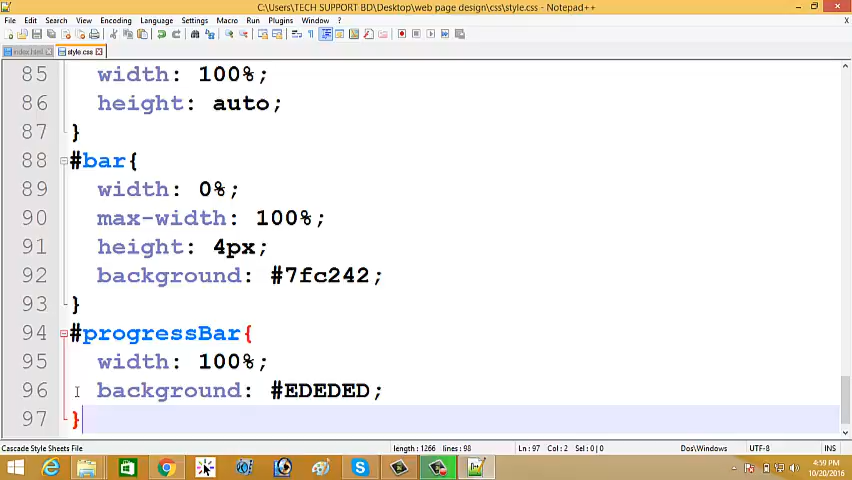 C:\Users\TECH SUPPORT BD\Desktop\web page design\css\style.css - Notepad++
File Edit Search View Encoding Language Settings Macro Run Plugins Window ? X
index.html style.css
85 width: 100%;
86 height: auto;
87 }
88 #bar{
89 width: 0%;
90 max-width: 100%;
91 height: 4px;
92 background: #7fc242;
93 }
94 #progressBar{
95 width: 100%;
96 background: #EDEDED;
97 }
Cascade Style Sheets File length : 1266 lines : 98 Ln : 97 Col : 2 Sel : 0 | 0 Dos\Windows UTF-8 INS
4:59 PM
10/20/2016